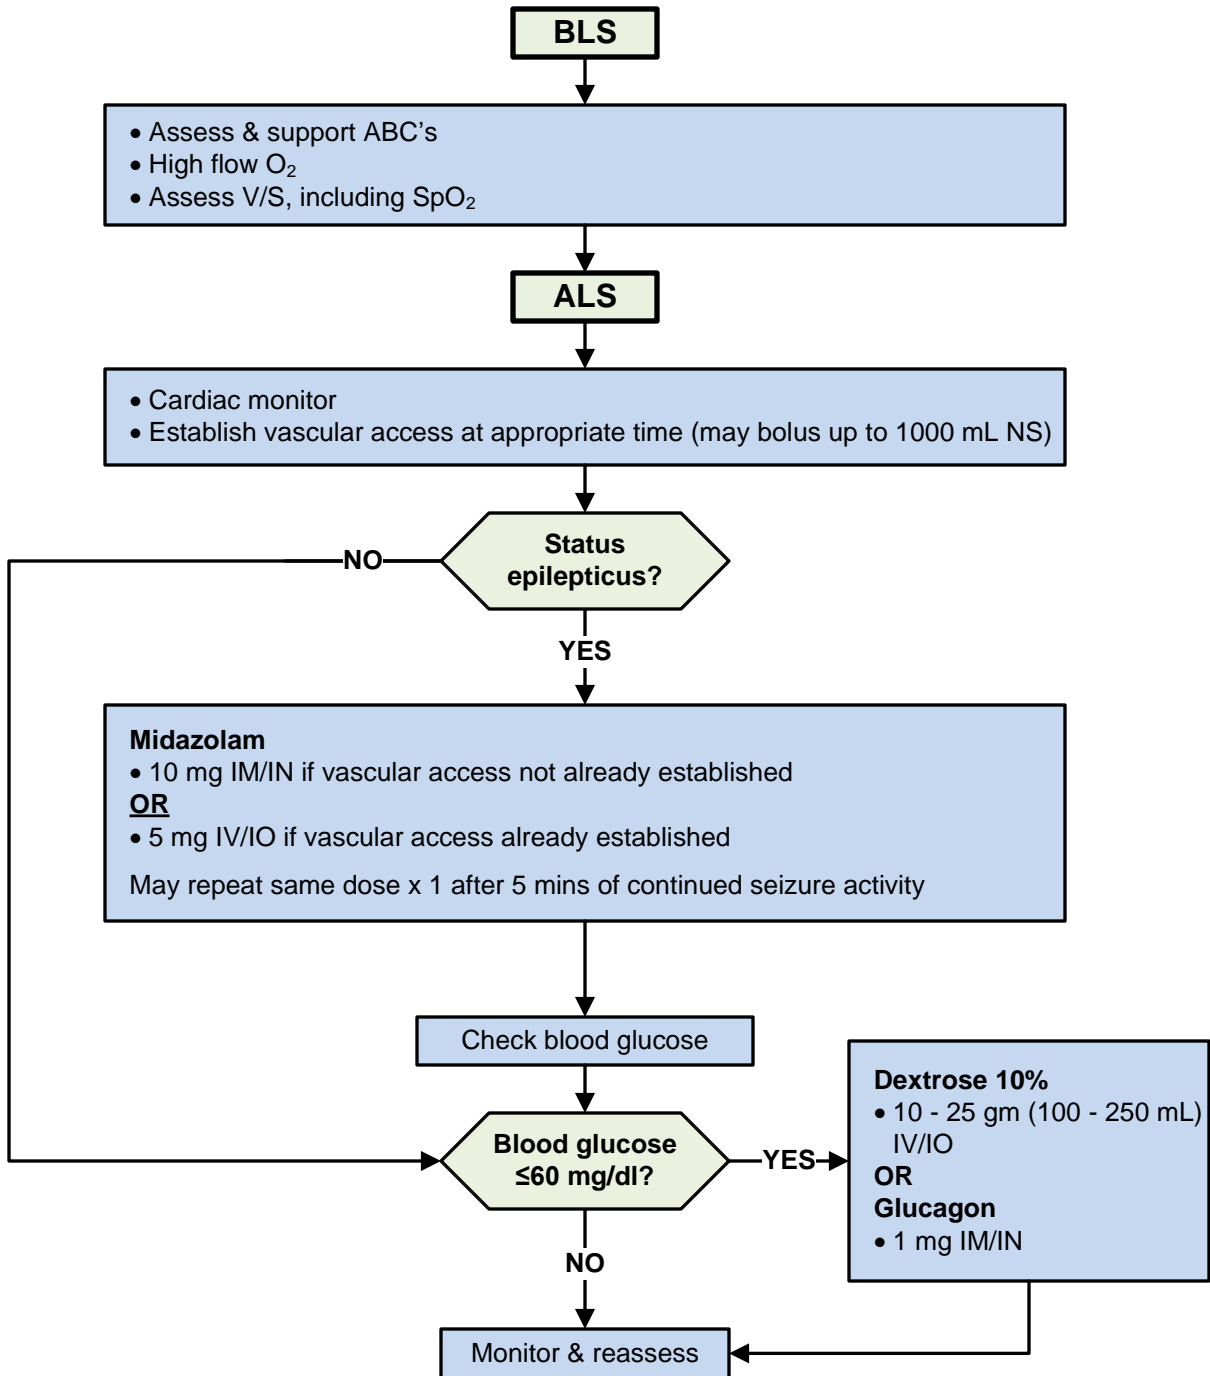 BLS
• Assess & support ABC’s
• High flow O₂
• Assess V/S, including SpO₂
ALS
• Cardiac monitor
• Establish vascular access at appropriate time (may bolus up to 1000 mL NS)
Status
epilepticus?
NO
YES
Midazolam
• 10 mg IM/IN if vascular access not already established
OR
• 5 mg IV/IO if vascular access already established
May repeat same dose x 1 after 5 mins of continued seizure activity
Check blood glucose
Blood glucose
≤60 mg/dl?
YES
Dextrose 10%
• 10 - 25 gm (100 - 250 mL)
IV/IO
OR
Glucagon
• 1 mg IM/IN
NO
Monitor & reassess